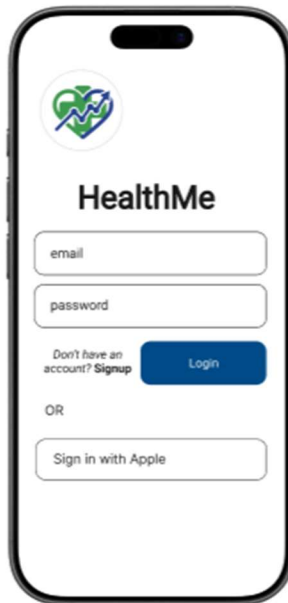 HealthMe
email
password
Don't have an
account? Signup
Login
OR
Sign in with Apple